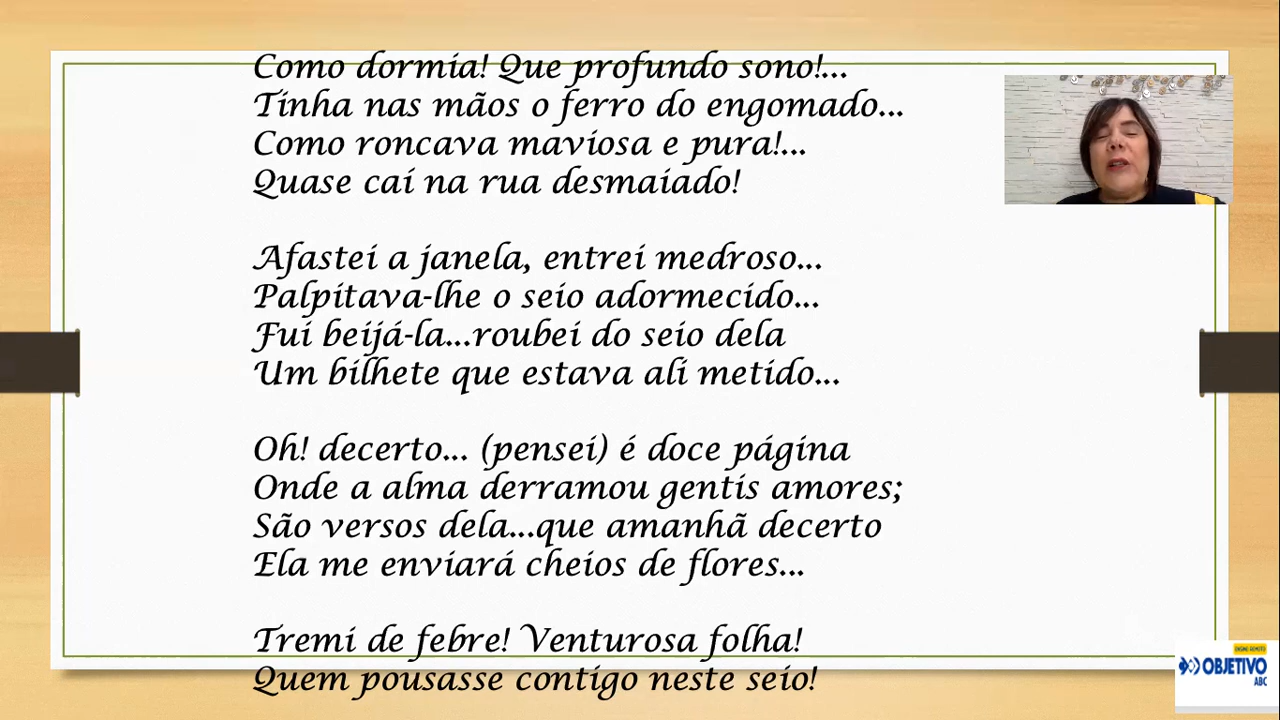 Como dormia! Que profundo sono!...
Tinha nas mãos o ferro do engomado...
Como roncava maviosa e pura!...
Quase caí na rua desmaiado!
Afastei a janela, entrei medroso...
Palpitava-lhe o seio adormecido...
Fui beijá-la...roubei do seio dela
Um bilhete que estava ali metido...
Oh! decerto... (pensei) é doce página
Onde a alma derramou gentis amores;
São versos dela...que amanhã decerto
Ela me enviará cheios de flores...
Tremi de febre! Venturosa folha!
Quem pousasse contigo neste seio!
ENSINO REMOTO
OBJETIVO
ABC